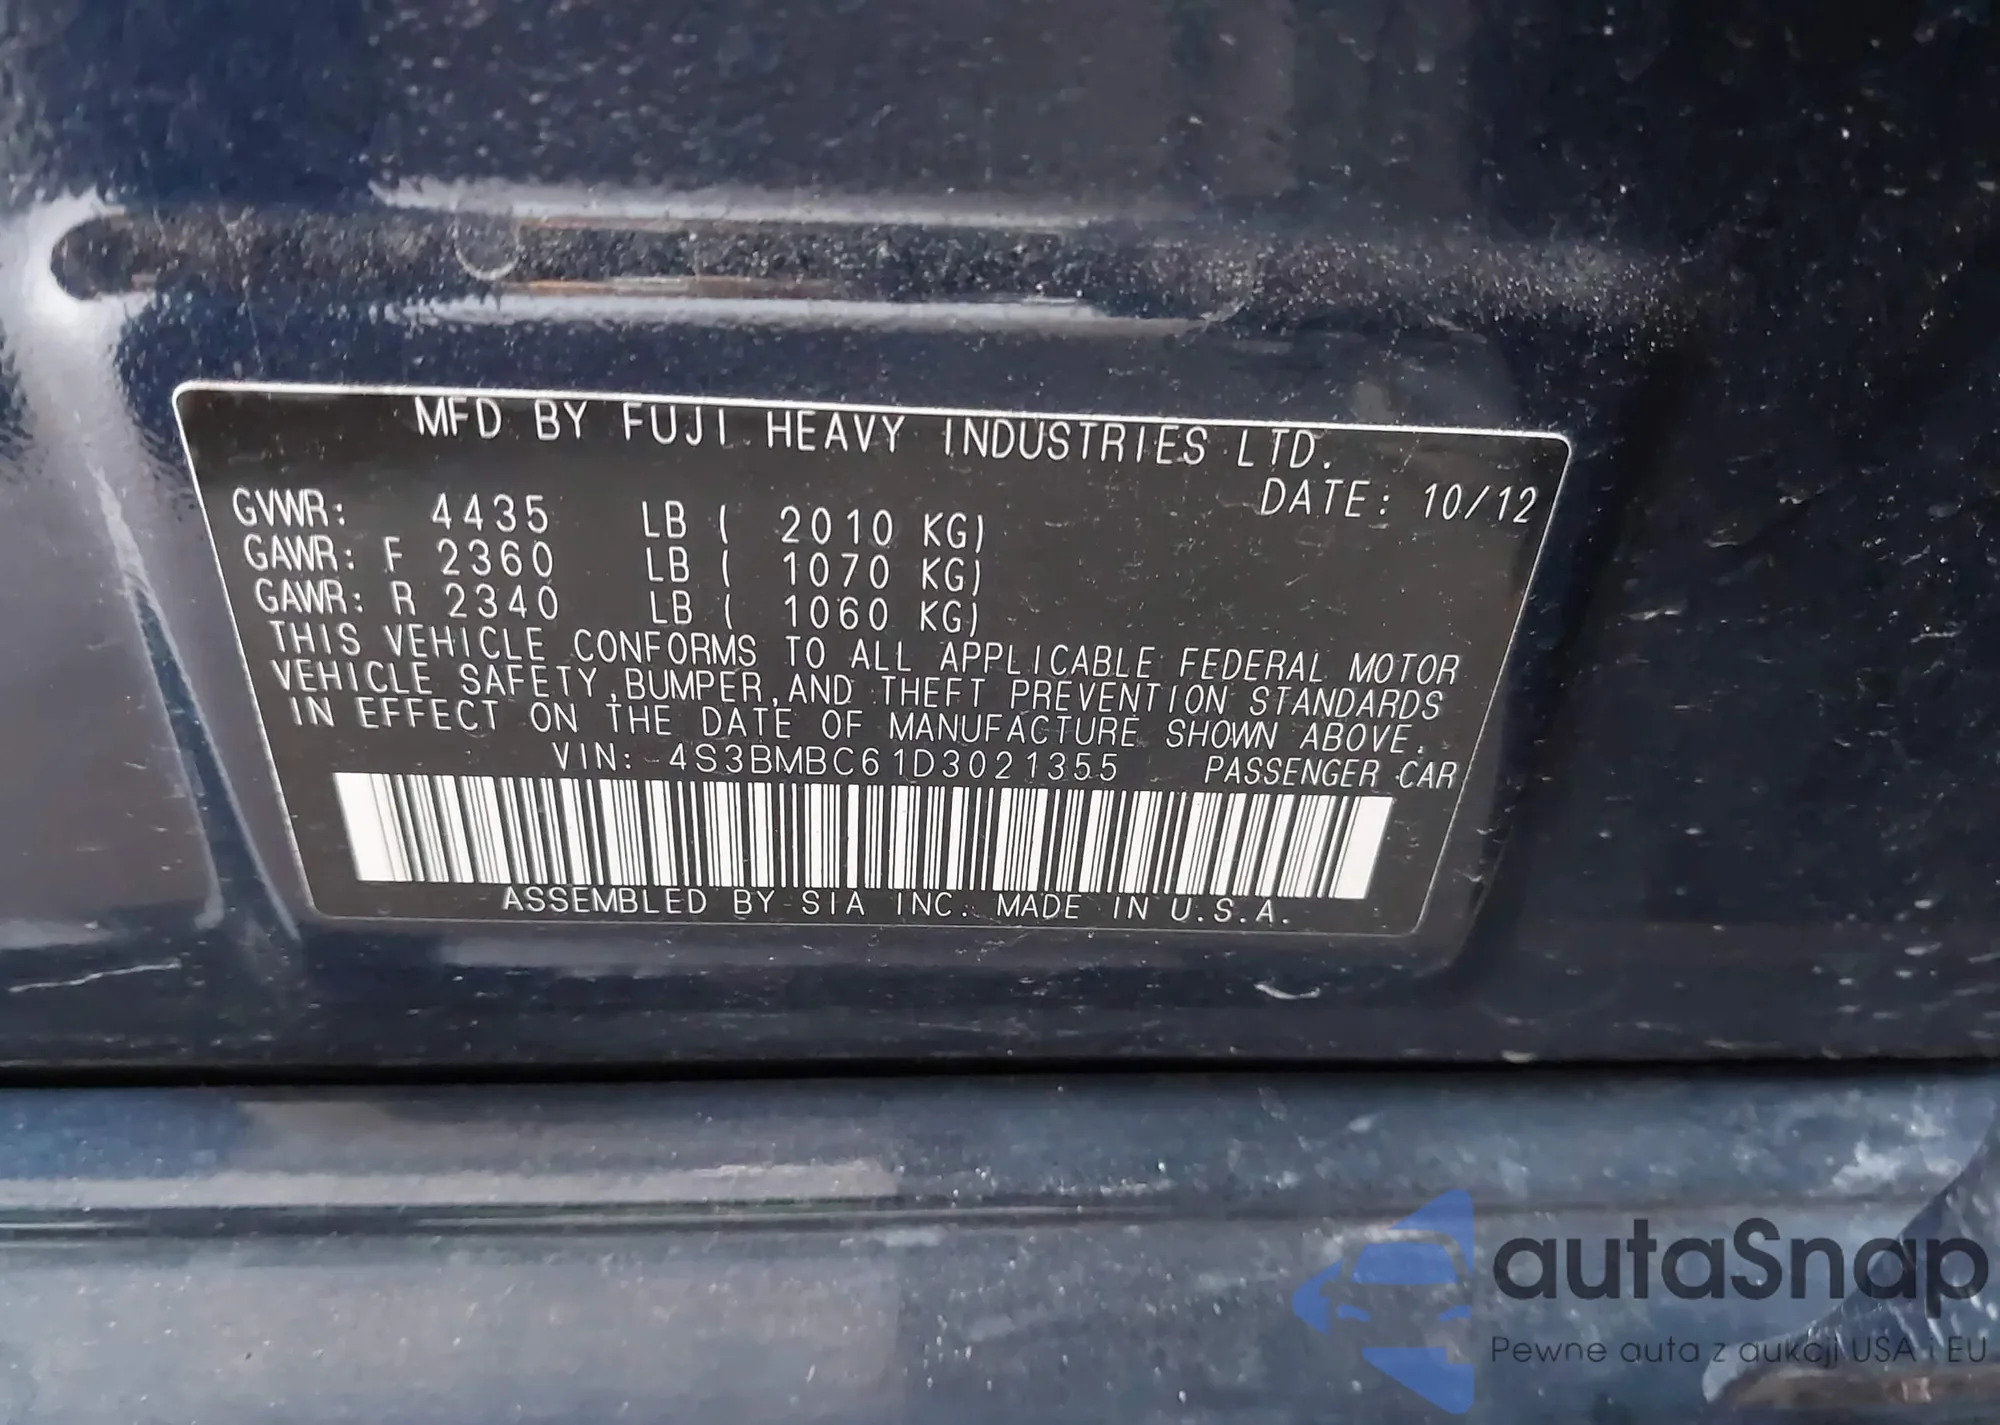 MFD BY FUJI HEAVY INDUSTRIES LTD.
DATE: 10/12
GVWR: 4435 LB ( 2010 KG)
GAWR: F 2360 LB ( 1070 KG)
GAWR: R 2340 LB ( 1060 KG)
THIS VEHICLE CONFORMS TO ALL APPLICABLE FEDERAL MOTOR
VEHICLE SAFETY, BUMPER, AND THEFT PREVENTION STANDARDS
IN EFFECT ON THE DATE OF MANUFACTURE SHOWN ABOVE.
VIN: 4S3BMBC61D3021355 PASSENGER CAR
ASSEMBLED BY SIA INC. MADE IN U.S.A.
autaSnap
Pewne auta z aukcji USA i EU